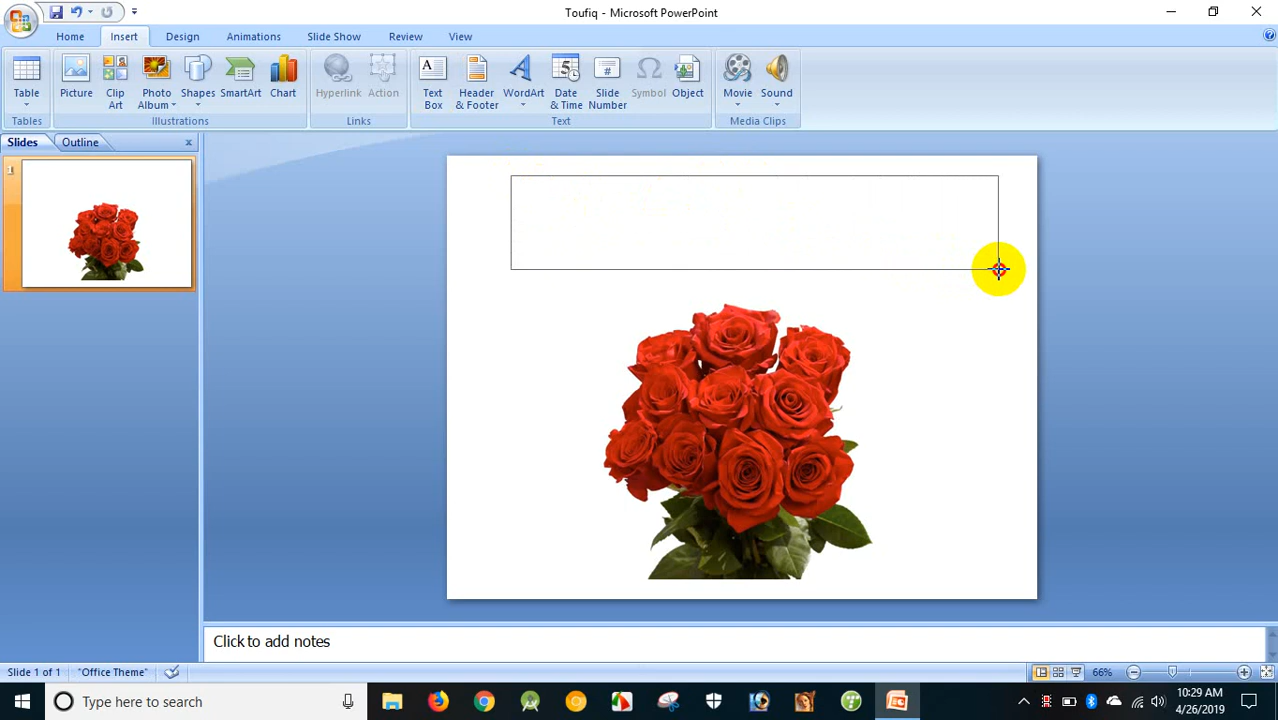 Toufiq - Microsoft PowerPoint
Home Insert Design Animations Slide Show Review View
Table Picture Clip Art Photo Album Shapes SmartArt Chart Hyperlink Action Text Box Header & Footer WordArt Date & Time Slide Number Symbol Object Movie Sound
Tables Illustrations Links Text Media Clips
Slides Outline x
1
Click to add notes
Slide 1 of 1 "Office Theme" 66%
Type here to search
10:29 AM
4/26/2019